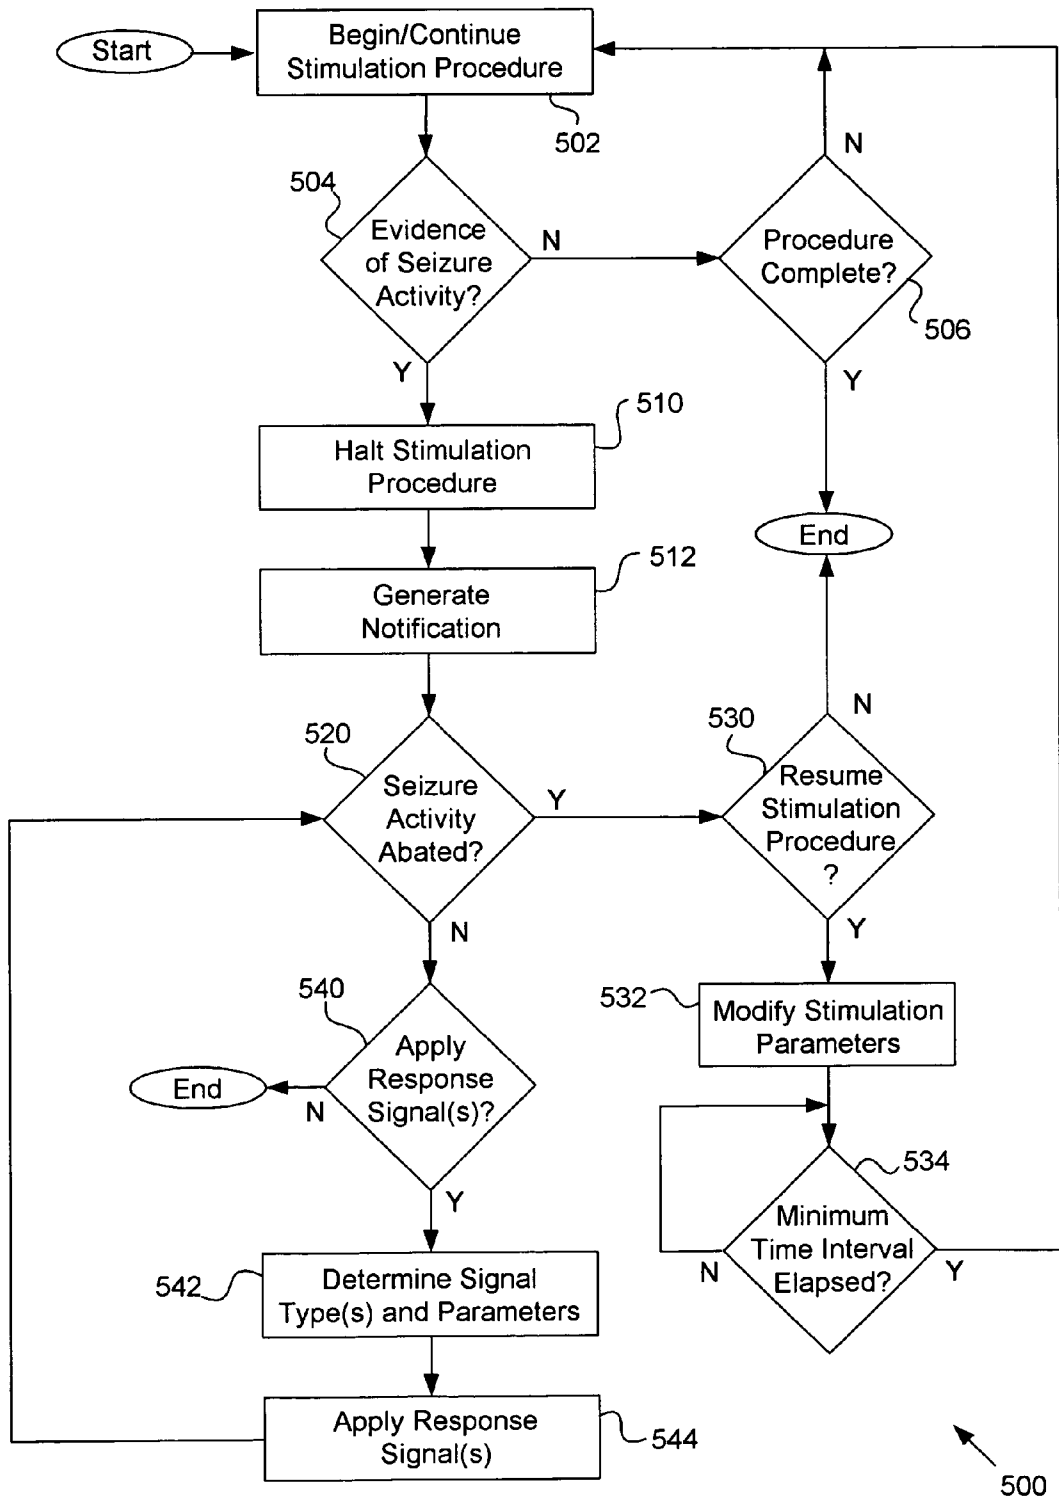 Start
Begin/Continue
Stimulation Procedure
502
504
Evidence
of Seizure
Activity?
N
Y
Procedure
Complete?
N
506
Y
End
Halt Stimulation
Procedure
510
Generate
Notification
512
520
Seizure
Activity
Abated?
Y
N
530
Resume
Stimulation
Procedure
?
N
Y
532
Modify Stimulation
Parameters
534
Minimum
Time Interval
Elapsed?
N
Y
540
Apply
Response
Signal(s)?
N
End
Y
542
Determine Signal
Type(s) and Parameters
Apply Response
Signal(s)
544
500